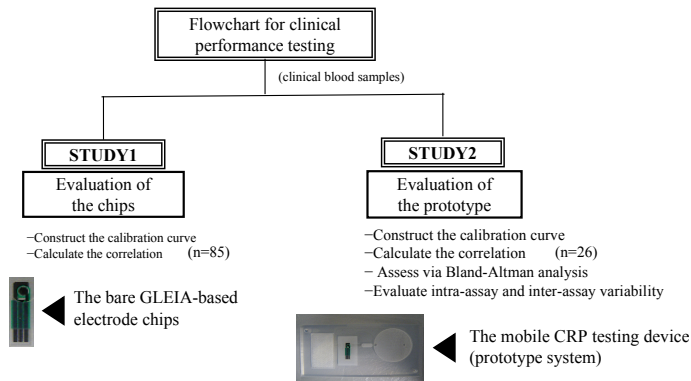 Flowchart for clinical
performance testing
(clinical blood samples)
STUDY1
Evaluation of
the chips
−Construct the calibration curve
−Calculate the correlation (n=85)
The bare GLEIA-based
electrode chips
STUDY2
Evaluation of
the prototype
−Construct the calibration curve
−Calculate the correlation (n=26)
− Assess via Bland-Altman analysis
−Evaluate intra-assay and inter-assay variability
The mobile CRP testing device
(prototype system)